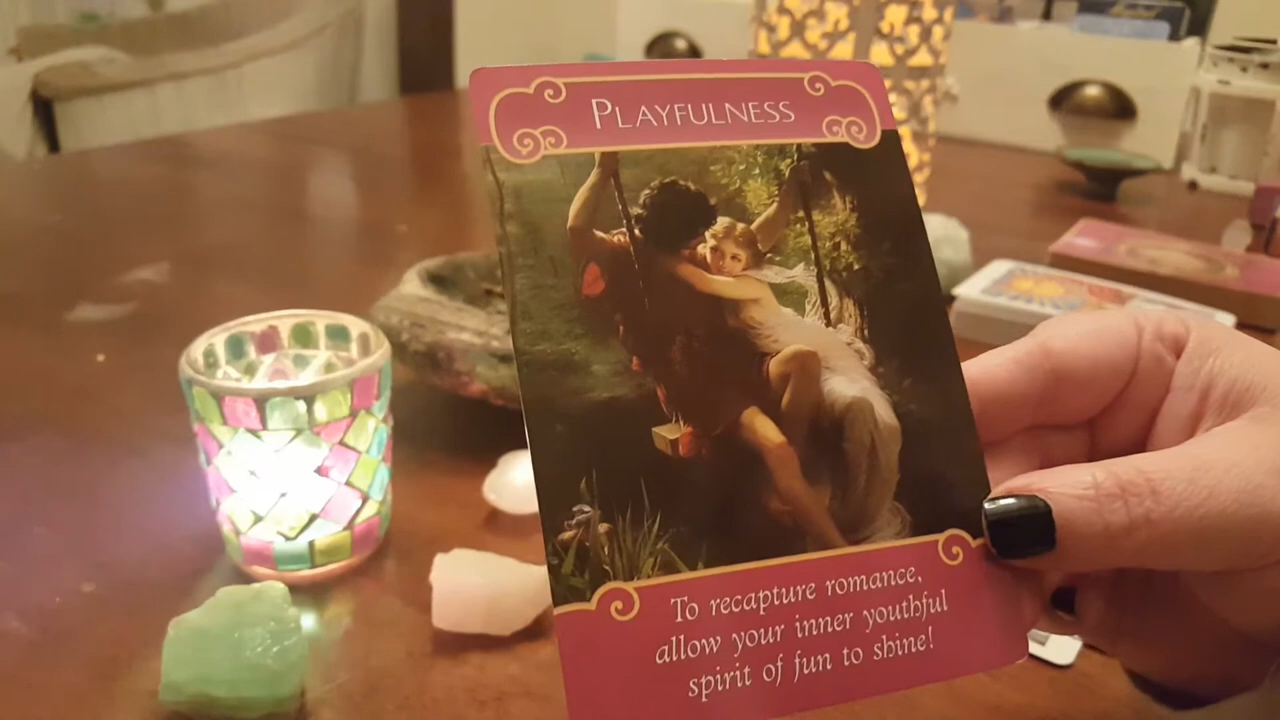 PLAYFULNESS
To recapture romance,
allow your inner youthful
spirit of fun to shine!